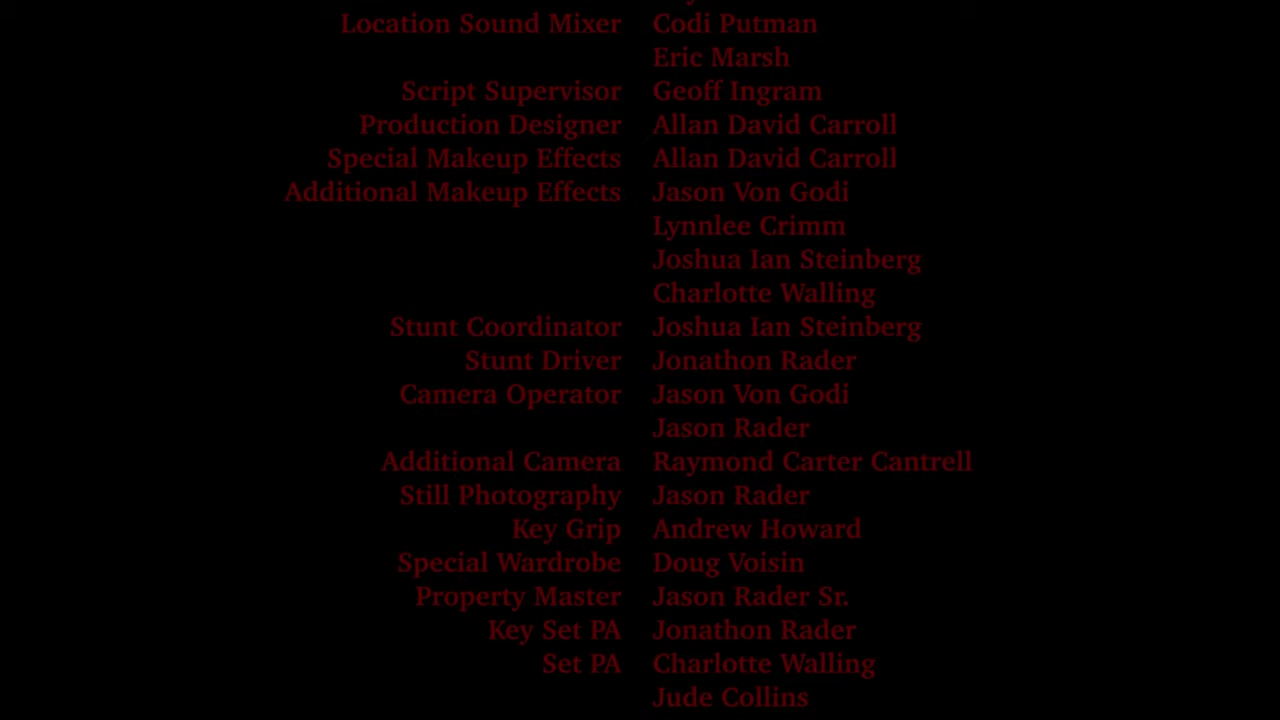 Location Sound Mixer Codi Putman
Eric Marsh
Script Supervisor Geoff Ingram
Production Designer Allan David Carroll
Special Makeup Effects Allan David Carroll
Additional Makeup Effects Jason Von Godi
Lynnlee Crimm
Joshua Ian Steinberg
Charlotte Walling
Stunt Coordinator Joshua Ian Steinberg
Stunt Driver Jonathon Rader
Camera Operator Jason Von Godi
Jason Rader
Additional Camera Raymond Carter Cantrell
Still Photography Jason Rader
Key Grip Andrew Howard
Special Wardrobe Doug Voisin
Property Master Jason Rader Sr.
Key Set PA Jonathon Rader
Set PA Charlotte Walling
Jude Collins